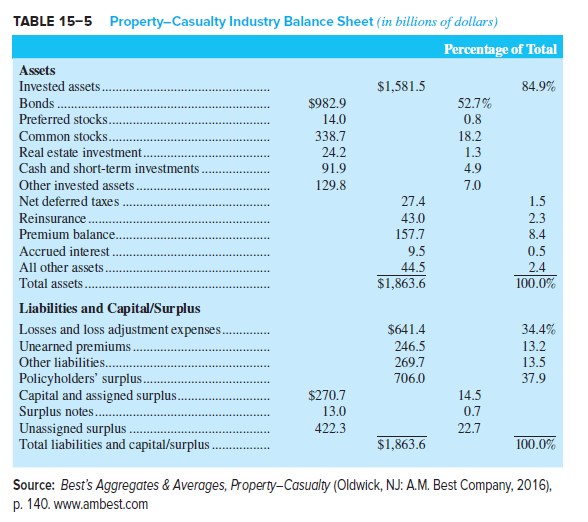 TABLE 15–5 Property–Casualty Industry Balance Sheet (in billions of dollars)
Percentage of Total
Assets
Invested assets.................................................... $1,581.5 84.9%
Bonds ................................................................ $982.9 52.7%
Preferred stocks.................................................. 14.0 0.8
Common stocks.................................................. 338.7 18.2
Real estate investment........................................ 24.2 1.3
Cash and short-term investments ..................... 91.9 4.9
Other invested assets ......................................... 129.8 7.0
Net deferred taxes .............................................. 27.4 1.5
Reinsurance ........................................................ 43.0 2.3
Premium balance................................................ 157.7 8.4
Accrued interest ................................................. 9.5 0.5
All other assets................................................... 44.5 2.4
Total assets......................................................... $1,863.6 100.0%
Liabilities and Capital/Surplus
Losses and loss adjustment expenses............... $641.4 34.4%
Unearned premiums ........................................... 246.5 13.2
Other liabilities................................................... 269.7 13.5
Policyholders' surplus........................................ 706.0 37.9
Capital and assigned surplus............................. $270.7 14.5
Surplus notes...................................................... 13.0 0.7
Unassigned surplus ............................................ 422.3 22.7
Total liabilities and capital/surplus ................... $1,863.6 100.0%
Source: Best's Aggregates & Averages, Property–Casualty (Oldwick, NJ: A.M. Best Company, 2016),
p. 140. www.ambest.com